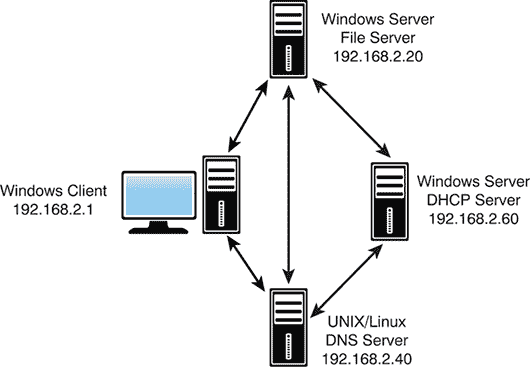 Windows Server
File Server
192.168.2.20
Windows Client
192.168.2.1
Windows Server
DHCP Server
192.168.2.60
UNIX/Linux
DNS Server
192.168.2.40